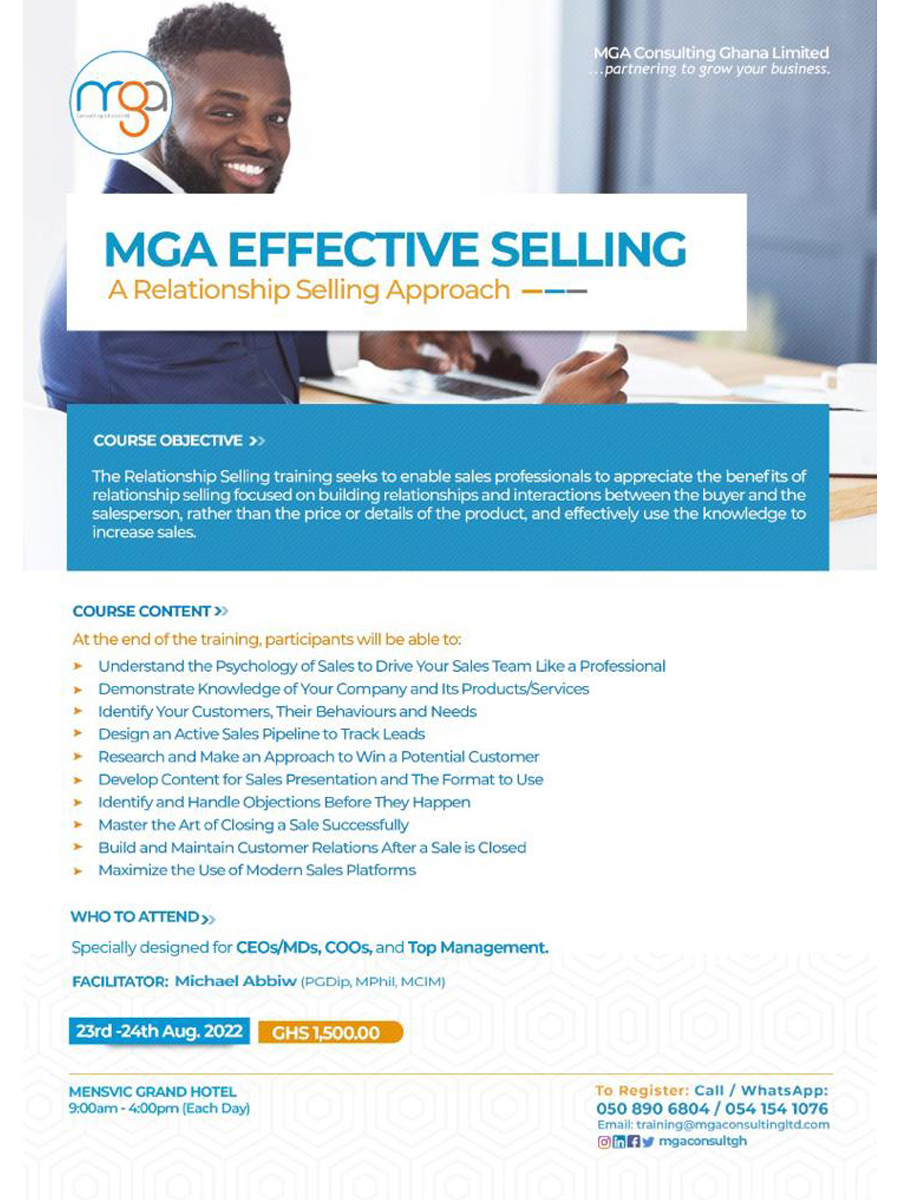 MGA Consulting Ghana Limited
...partnering to grow your business.
mga
MGA EFFECTIVE SELLING
A Relationship Selling Approach
COURSE OBJECTIVE >>
The Relationship Selling training seeks to enable sales professionals to appreciate the benefits of
relationship selling focused on building relationships and interactions between the buyer and the
salesperson, rather than the price or details of the product, and effectively use the knowledge to
increase sales.
COURSE CONTENT >>
At the end of the training, participants will be able to:
➤ Understand the Psychology of Sales to Drive Your Sales Team Like a Professional
➤ Demonstrate Knowledge of Your Company and Its Products/Services
➤ Identify Your Customers, Their Behaviours and Needs
➤ Design an Active Sales Pipeline to Track Leads
➤ Research and Make an Approach to Win a Potential Customer
➤ Develop Content for Sales Presentation and The Format to Use
➤ Identify and Handle Objections Before They Happen
➤ Master the Art of Closing a Sale Successfully
➤ Build and Maintain Customer Relations After a Sale is Closed
➤ Maximize the Use of Modern Sales Platforms
WHO TO ATTEND >>
Specially designed for CEOs/MDs, COOs, and Top Management.
FACILITATOR: Michael Abbiw (PGDip, MPhil, MCIM)
23rd -24th Aug. 2022
GHS 1,500.00
MENSVIC GRAND HOTEL
9:00am - 4:00pm (Each Day)
To Register: Call / WhatsApp:
050 890 6804 / 054 154 1076
Email: training@mgaconsultingltd.com
mgaconsultgh